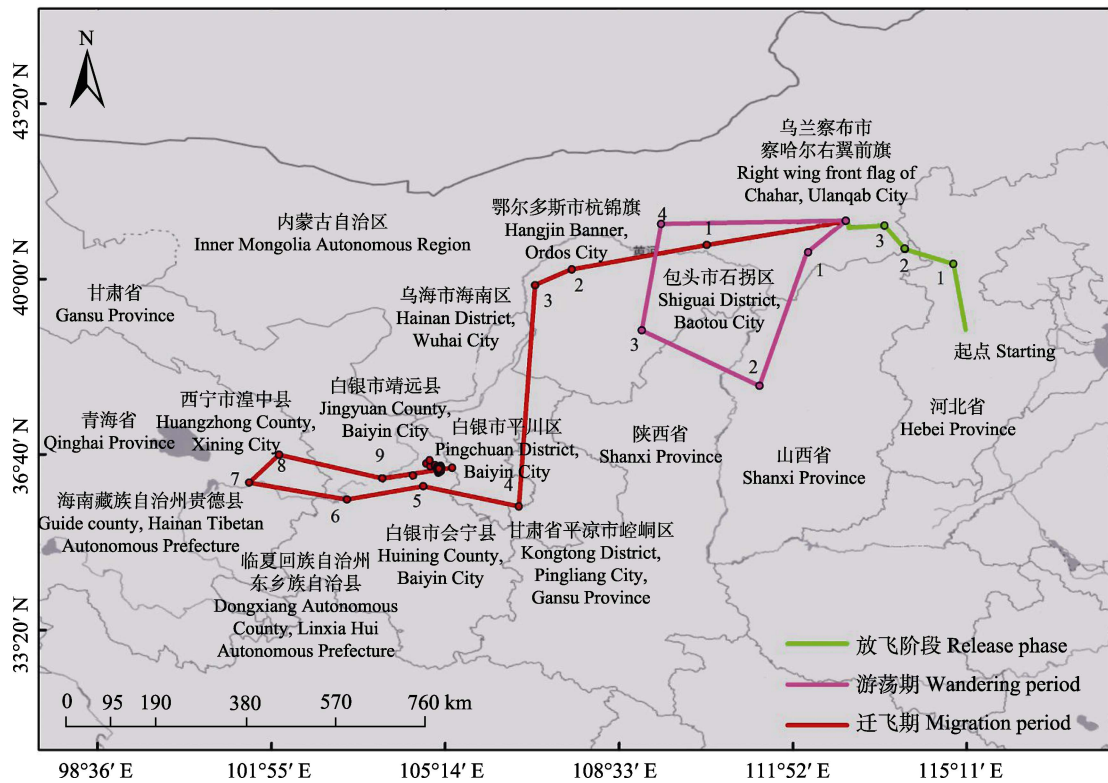 N
43°20′ N
40°00′ N
36°40′ N
33°20′ N
乌兰察布市
察哈尔右翼前旗
Right wing front flag of
Chahar, Ulanqab City
鄂尔多斯市杭锦旗
Hangjin Banner,
Ordos City
内蒙古自治区
Inner Mongolia Autonomous Region
4
1
3
2
1
黄河
1
2
3
包头市石拐区
Shiguai District,
Baotou City
乌海市海南区
Hainan District,
Wuhai City
甘肃省
Gansu Province
3
2
起点 Starting
白银市靖远县
Jingyuan County,
Baiyin City
西宁市湟中县
Huangzhong County,
Xining City
青海省
Qinghai Province
白银市平川区
Pingchuan District,
Baiyin City
陕西省
Shanxi Province
山西省
Shanxi Province
河北省
Hebei Province
9
8
7
6
5
4
海南藏族自治州贵德县
Guide county, Hainan Tibetan
Autonomous Prefecture
白银市会宁县
Huining County,
Baiyin City
甘肃省平凉市崆峒区
Kongtong District,
Pingliang City,
Gansu Province
临夏回族自治州
东乡族自治县
Dongxiang Autonomous
County, Linxia Hui
Autonomous Prefecture
放飞阶段 Release phase
游荡期 Wandering period
迁飞期 Migration period
0 95 190 380 570 760 km
98°36′ E 101°55′ E 105°14′ E 108°33′ E 111°52′ E 115°11′ E